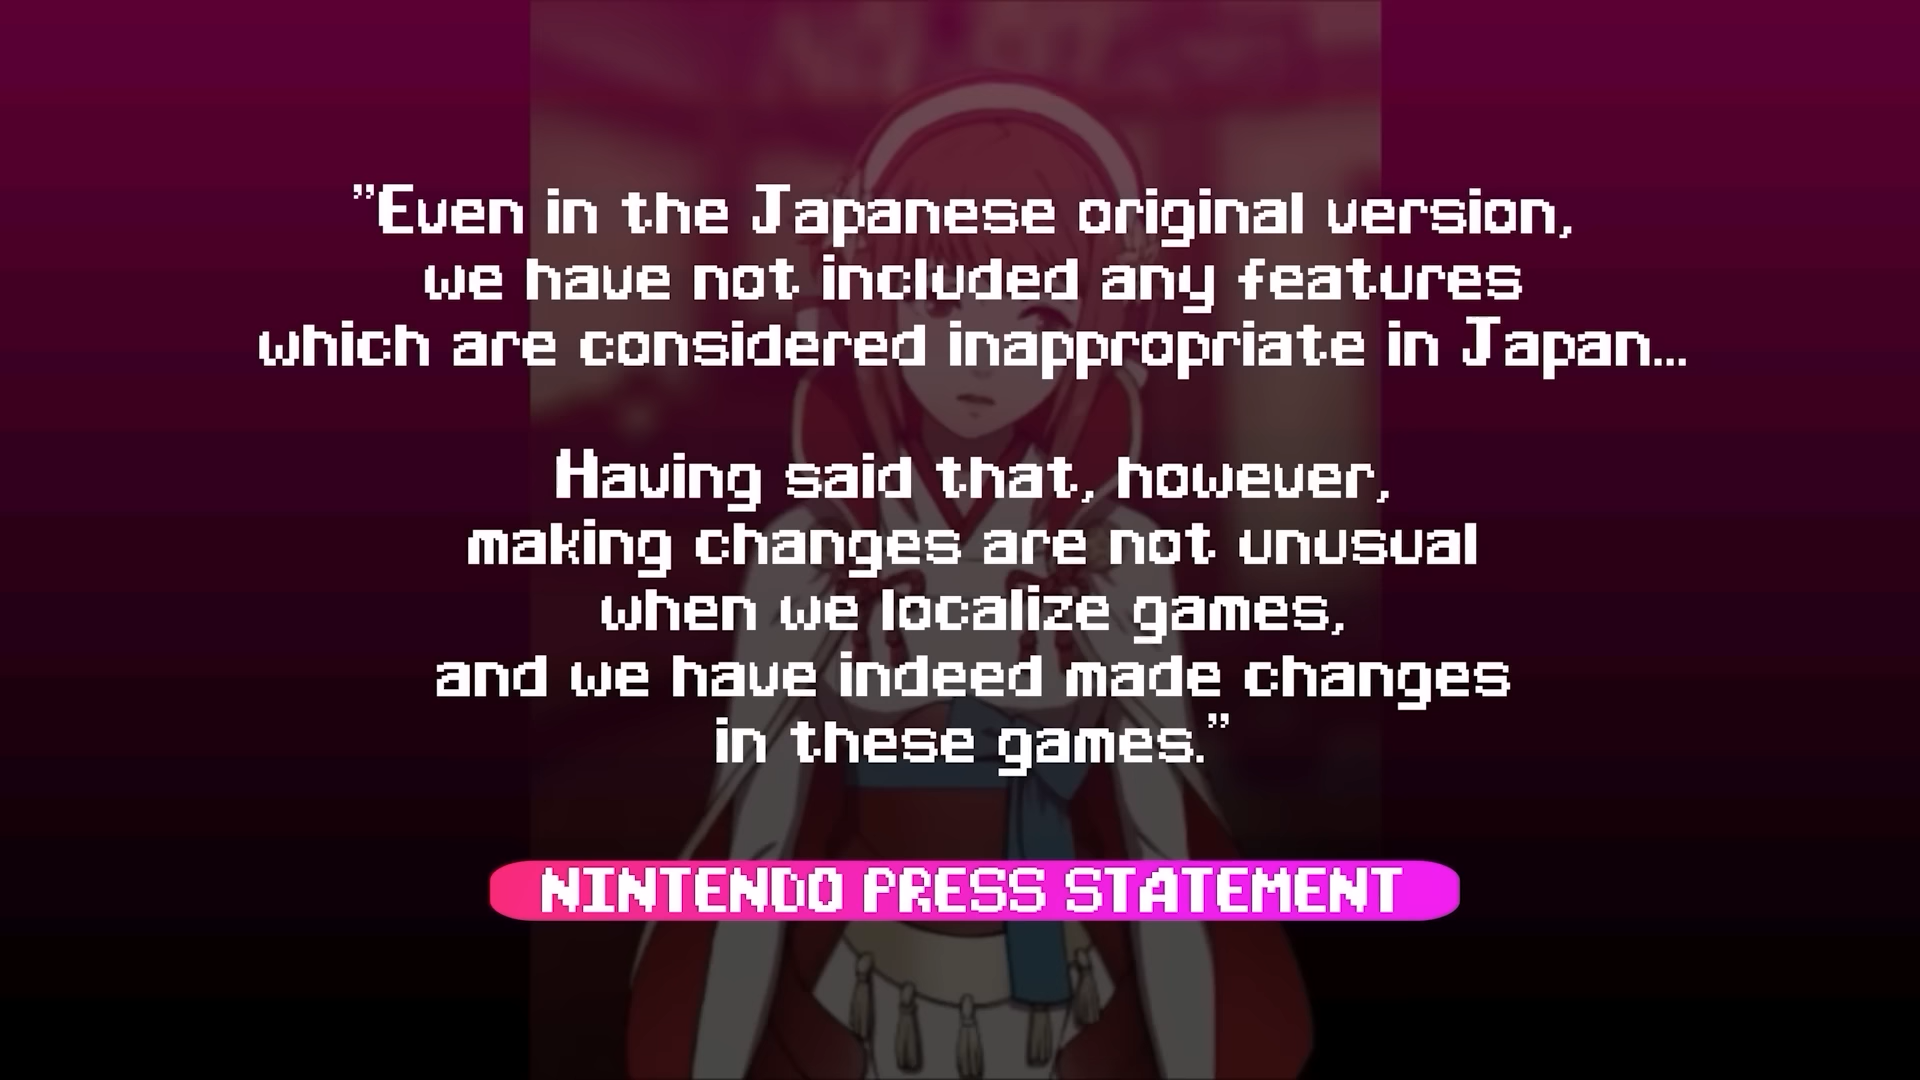 ”Even in the Japanese original version,
we have not included any features
which are considered inappropriate in Japan...
Having said that, however,
making changes are not unusual
when we localize games,
and we have indeed made changes
in these games.”
NINTENDO PRESS STATEMENT